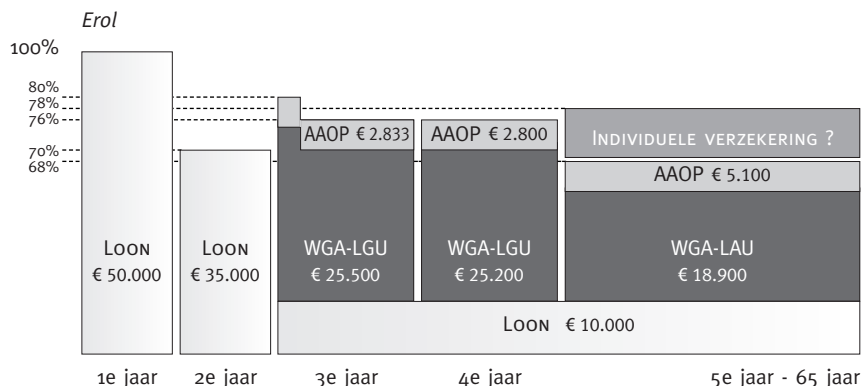 Erol
100%
80%
78%
76%
70%
68%
AAOP € 2.833
AAOP € 2.800
INDIVIDUELE VERZEKERING ?
AAOP € 5.100
LOON
€ 50.000
LOON
€ 35.000
WGA-LGU
€ 25.500
WGA-LGU
€ 25.200
WGA-LAU
€ 18.900
LOON € 10.000
1e jaar 2e jaar 3e jaar 4e jaar 5e jaar - 65 jaar